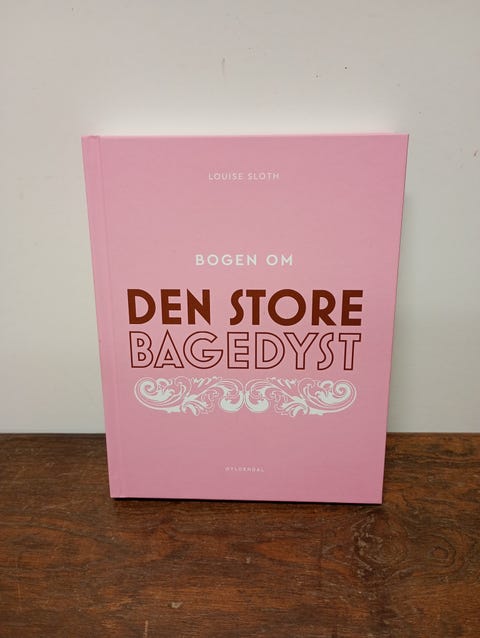 LOUISE SLOTH
BOGEN OM
DEN STORE
BAGEDYST
GYLDENDAL